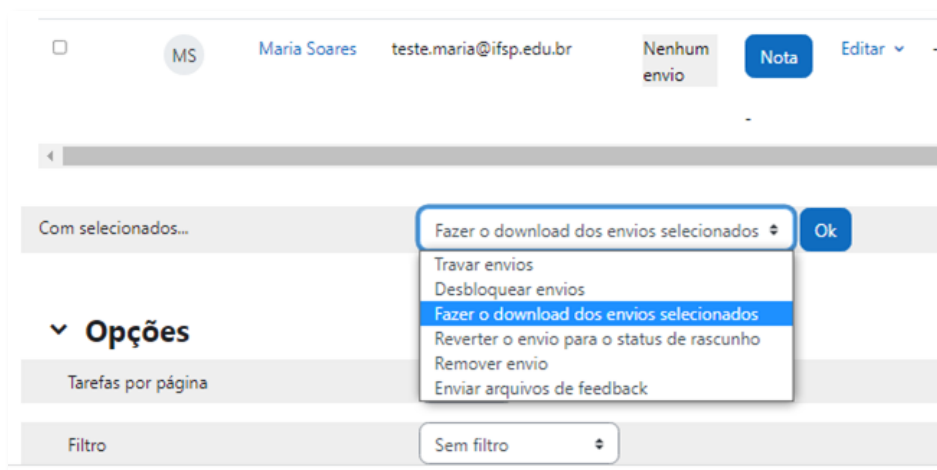 MS
Maria Soares
teste.maria@ifsp.edu.br
Nenhum
envio
Nota
Editar
-
-
Com selecionados...
Fazer o download dos envios selecionados
Ok
Travar envios
Desbloquear envios
Fazer o download dos envios selecionados
Reverter o envio para o status de rascunho
Remover envio
Enviar arquivos de feedback
Opções
Tarefas por página
Filtro
Sem filtro